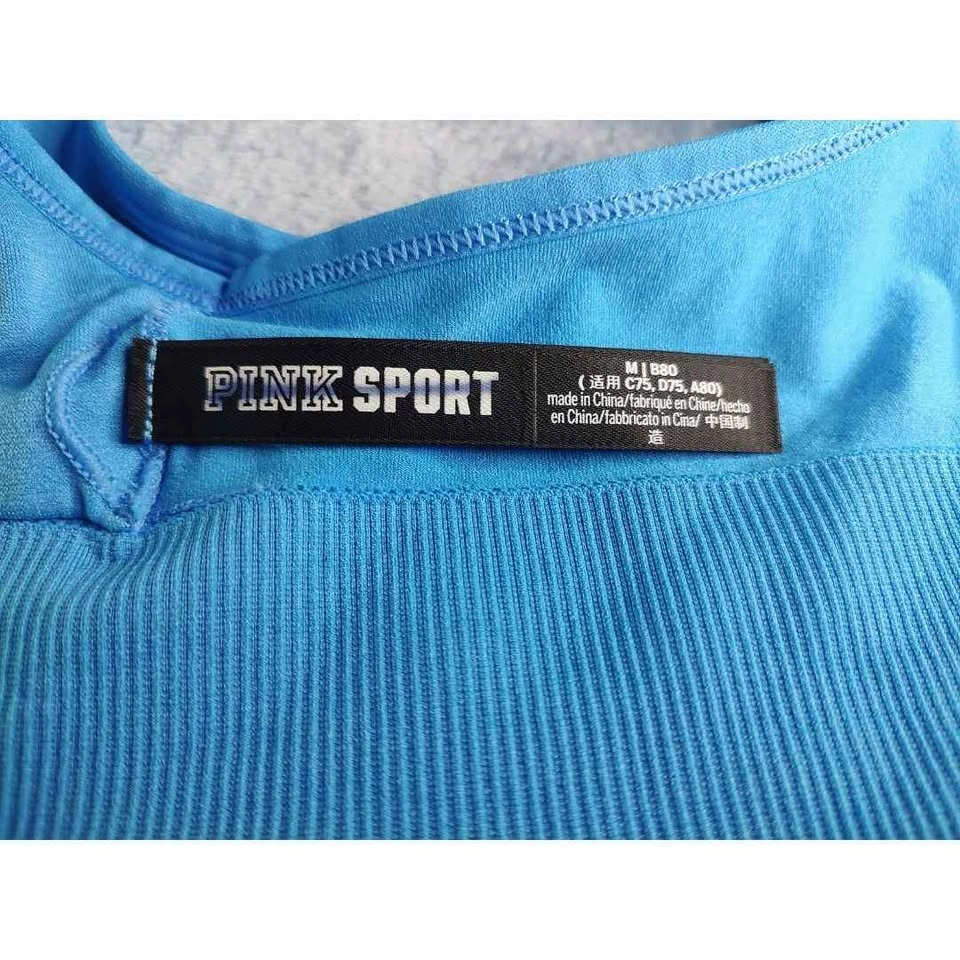 PINK SPORT
M | B80
( 适用 C75, D75, A80)
made in China/fabriqué en Chine/hecho
en China/fabbricato in Cina/ 中国制
造